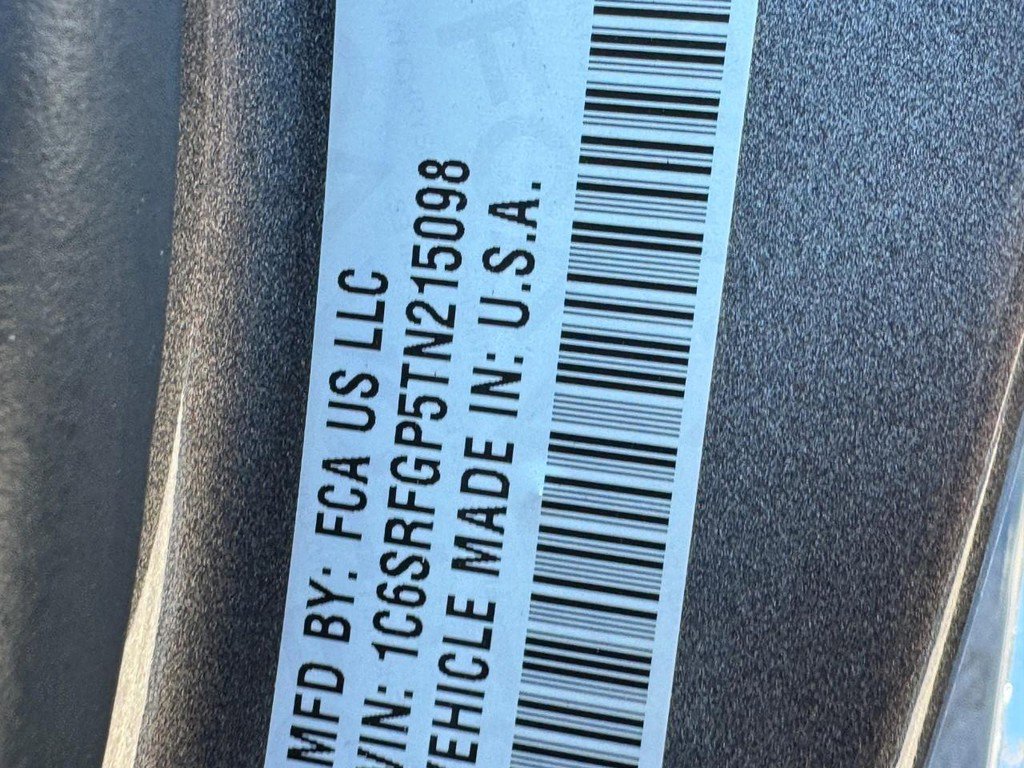 MFD BY: FCA US LLC
VIN: 1C6SRFGP5TN215098
VEHICLE MADE IN: U.S.A.